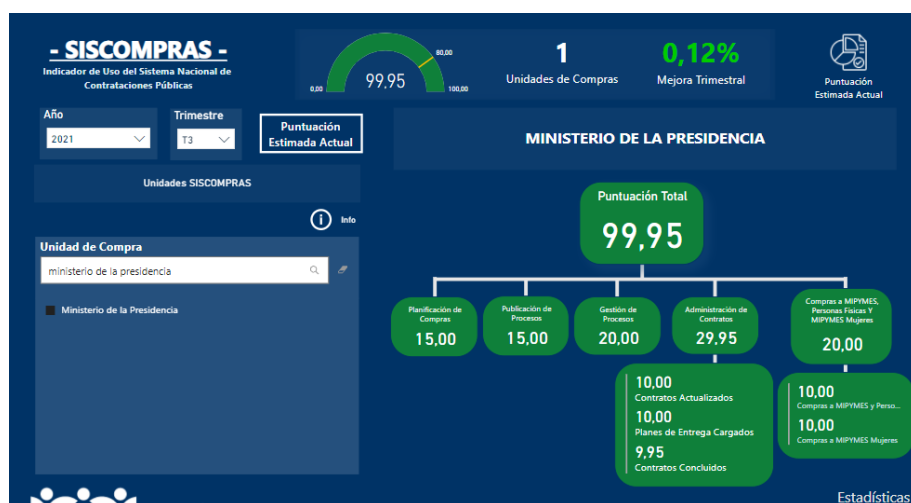 - SISCOMPRAS -
Indicador de Uso del Sistema Nacional de
Contrataciones Públicas
80,00
0,00
99,95
100,00
1
Unidades de Compras
0,12%
Mejora Trimestral
Puntuación
Estimada Actual
Año
2021
Trimestre
T3
Puntuación
Estimada Actual
MINISTERIO DE LA PRESIDENCIA
Unidades SISCOMPRAS
Info
Unidad de Compra
ministerio de la presidencia
Ministerio de la Presidencia
Puntuación Total
99,95
Planificación de
Compras
15,00
Publicación de
Procesos
15,00
Gestión de
Procesos
20,00
Administración de
Contratos
29,95
Compras a MIPYMES,
Personas Físicas Y
MIPYMES Mujeres
20,00
10,00
Contratos Actualizados
10,00
Planes de Entrega Cargados
9,95
Contratos Concluidos
10,00
Compras a MIPYMES y Perso...
10,00
Compras a MIPYMES Mujeres
Estadísticas